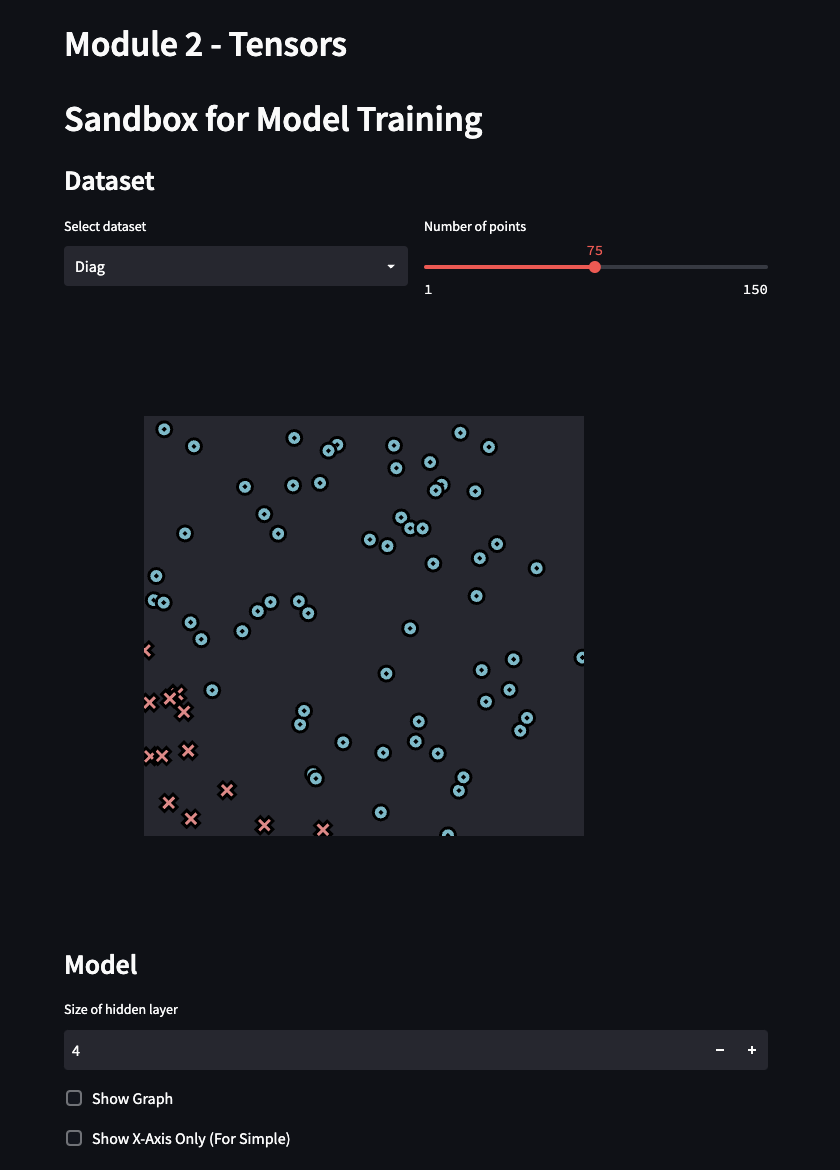 Module 2 - Tensors
Sandbox for Model Training
Dataset
Select dataset
Number of points
Diag
75
1
150
Model
Size of hidden layer
4
Show Graph
Show X-Axis Only (For Simple)